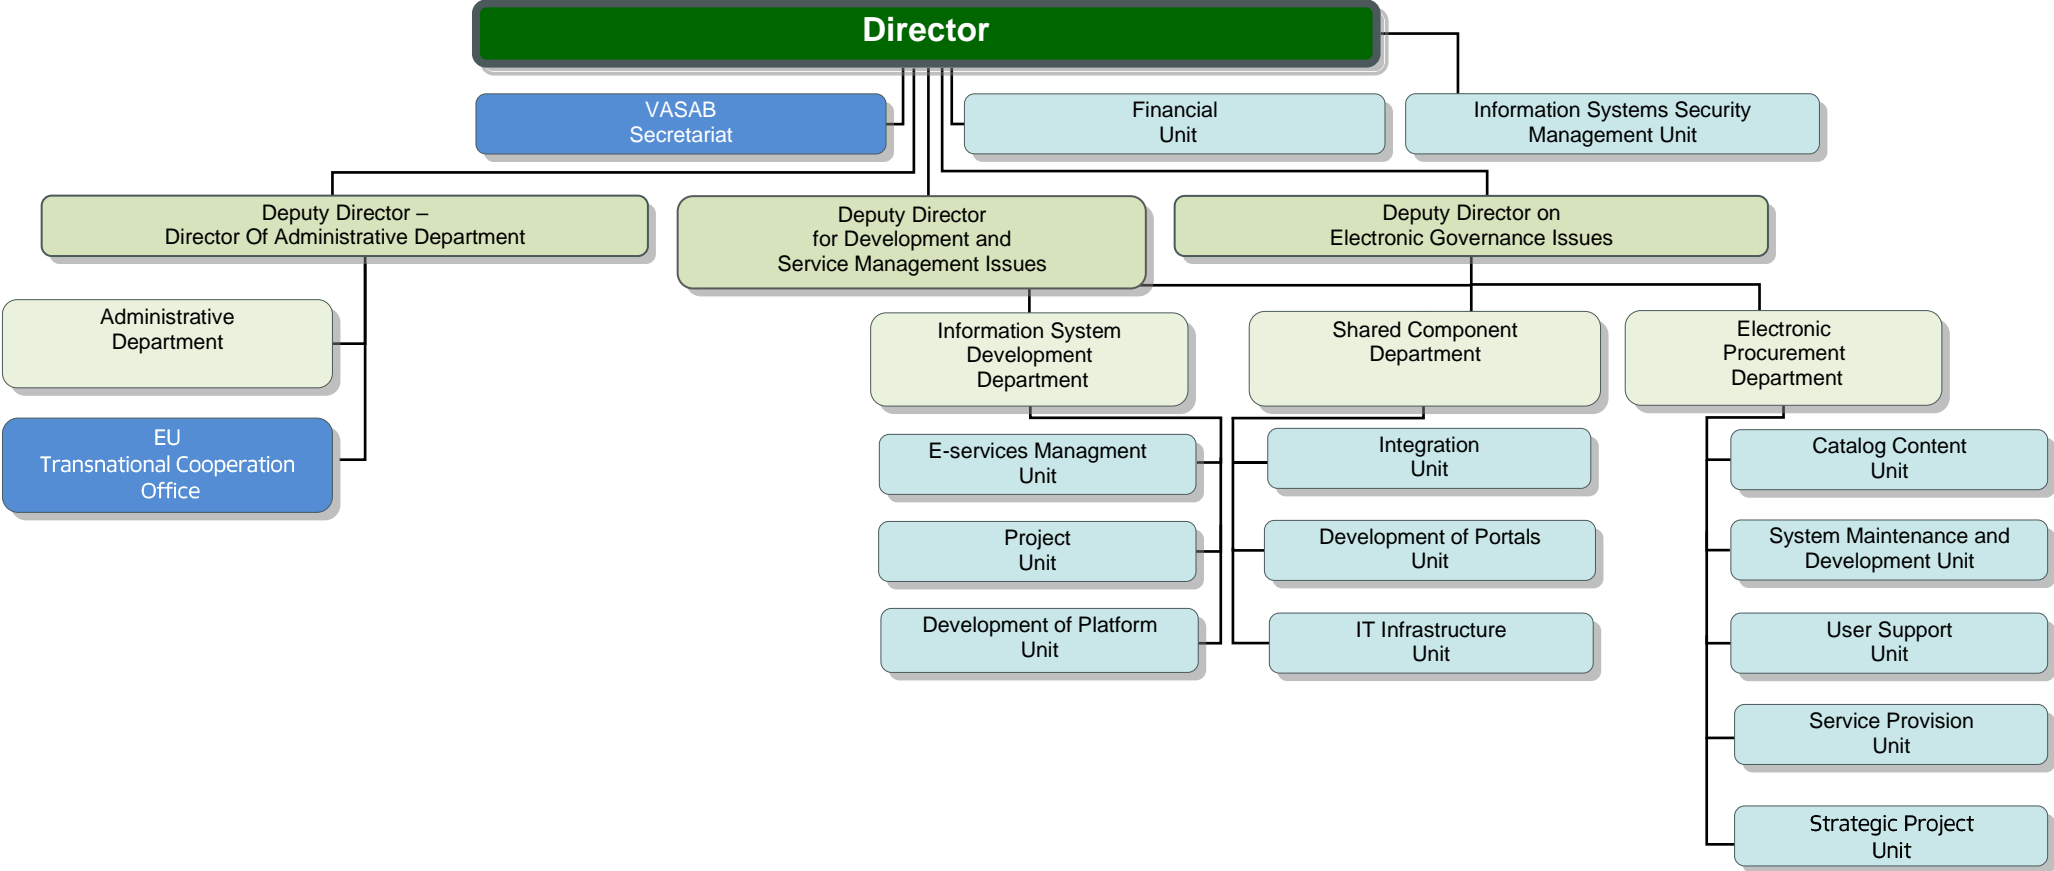 Director
VASAB
Secretariat
Financial
Unit
Information Systems Security
Management Unit
Deputy Director –
Director Of Administrative Department
Deputy Director
for Development and
Service Management Issues
Deputy Director on
Electronic Governance Issues
Administrative
Department
EU
Transnational Cooperation
Office
Information System
Development
Department
Shared Component
Department
Electronic
Procurement
Department
E-services Managment
Unit
Project
Unit
Development of Platform
Unit
Integration
Unit
Development of Portals
Unit
IT Infrastructure
Unit
Catalog Content
Unit
System Maintenance and
Development Unit
User Support
Unit
Service Provision
Unit
Strategic Project
Unit